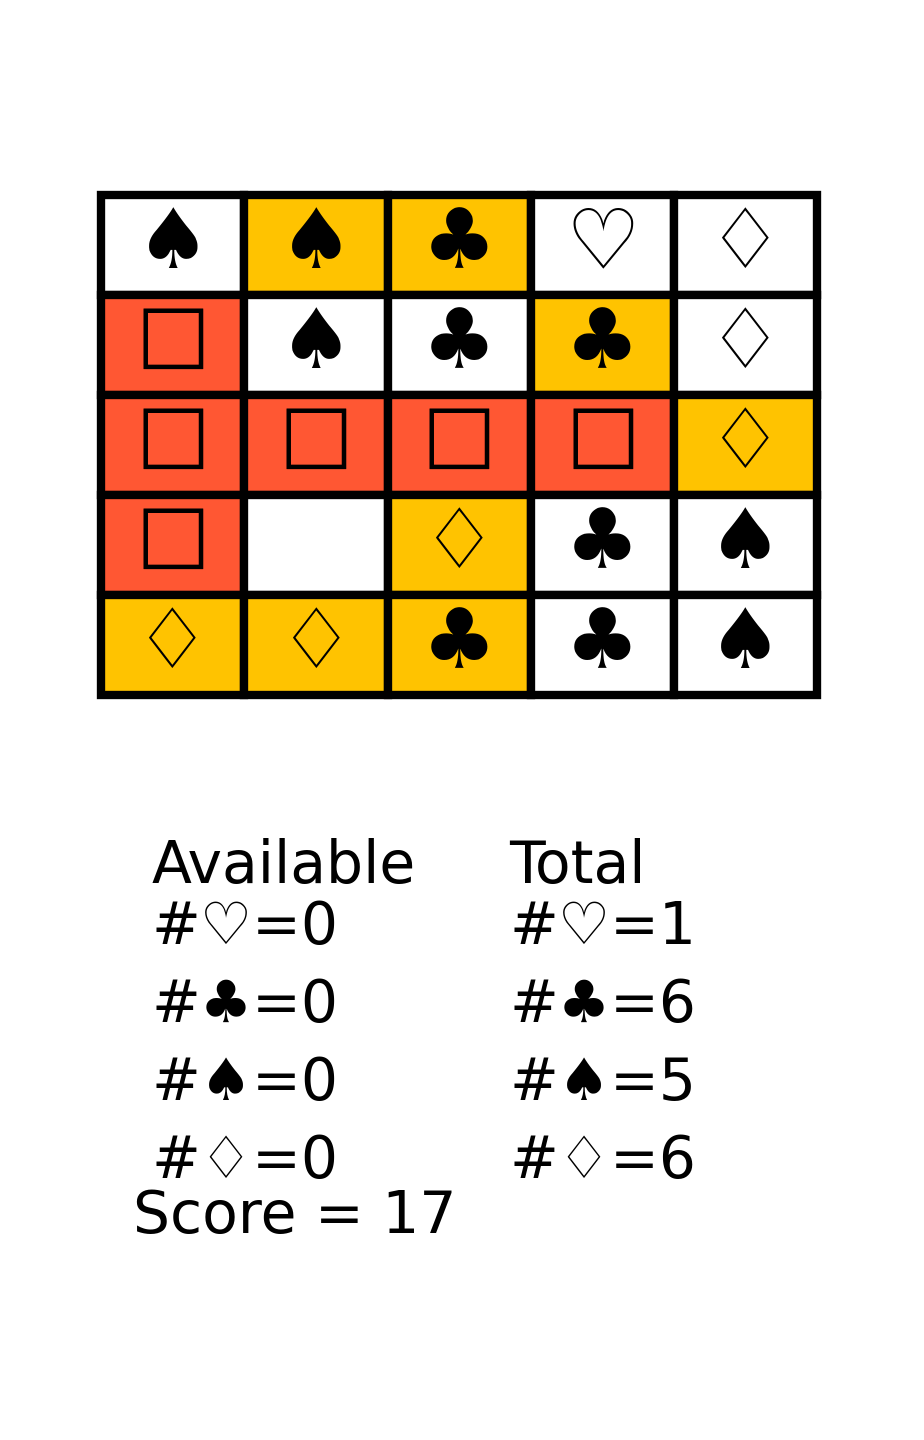 ♠ ♠ ♣ ♡ ♢
□ ♠ ♣ ♣ ♢
□ □ □ □ ♢
□ ♢ ♣ ♠
♢ ♢ ♣ ♣ ♠
Available Total
#♡=0 #♡=1
#♣=0 #♣=6
#♠=0 #♠=5
#♢=0 #♢=6
Score = 17